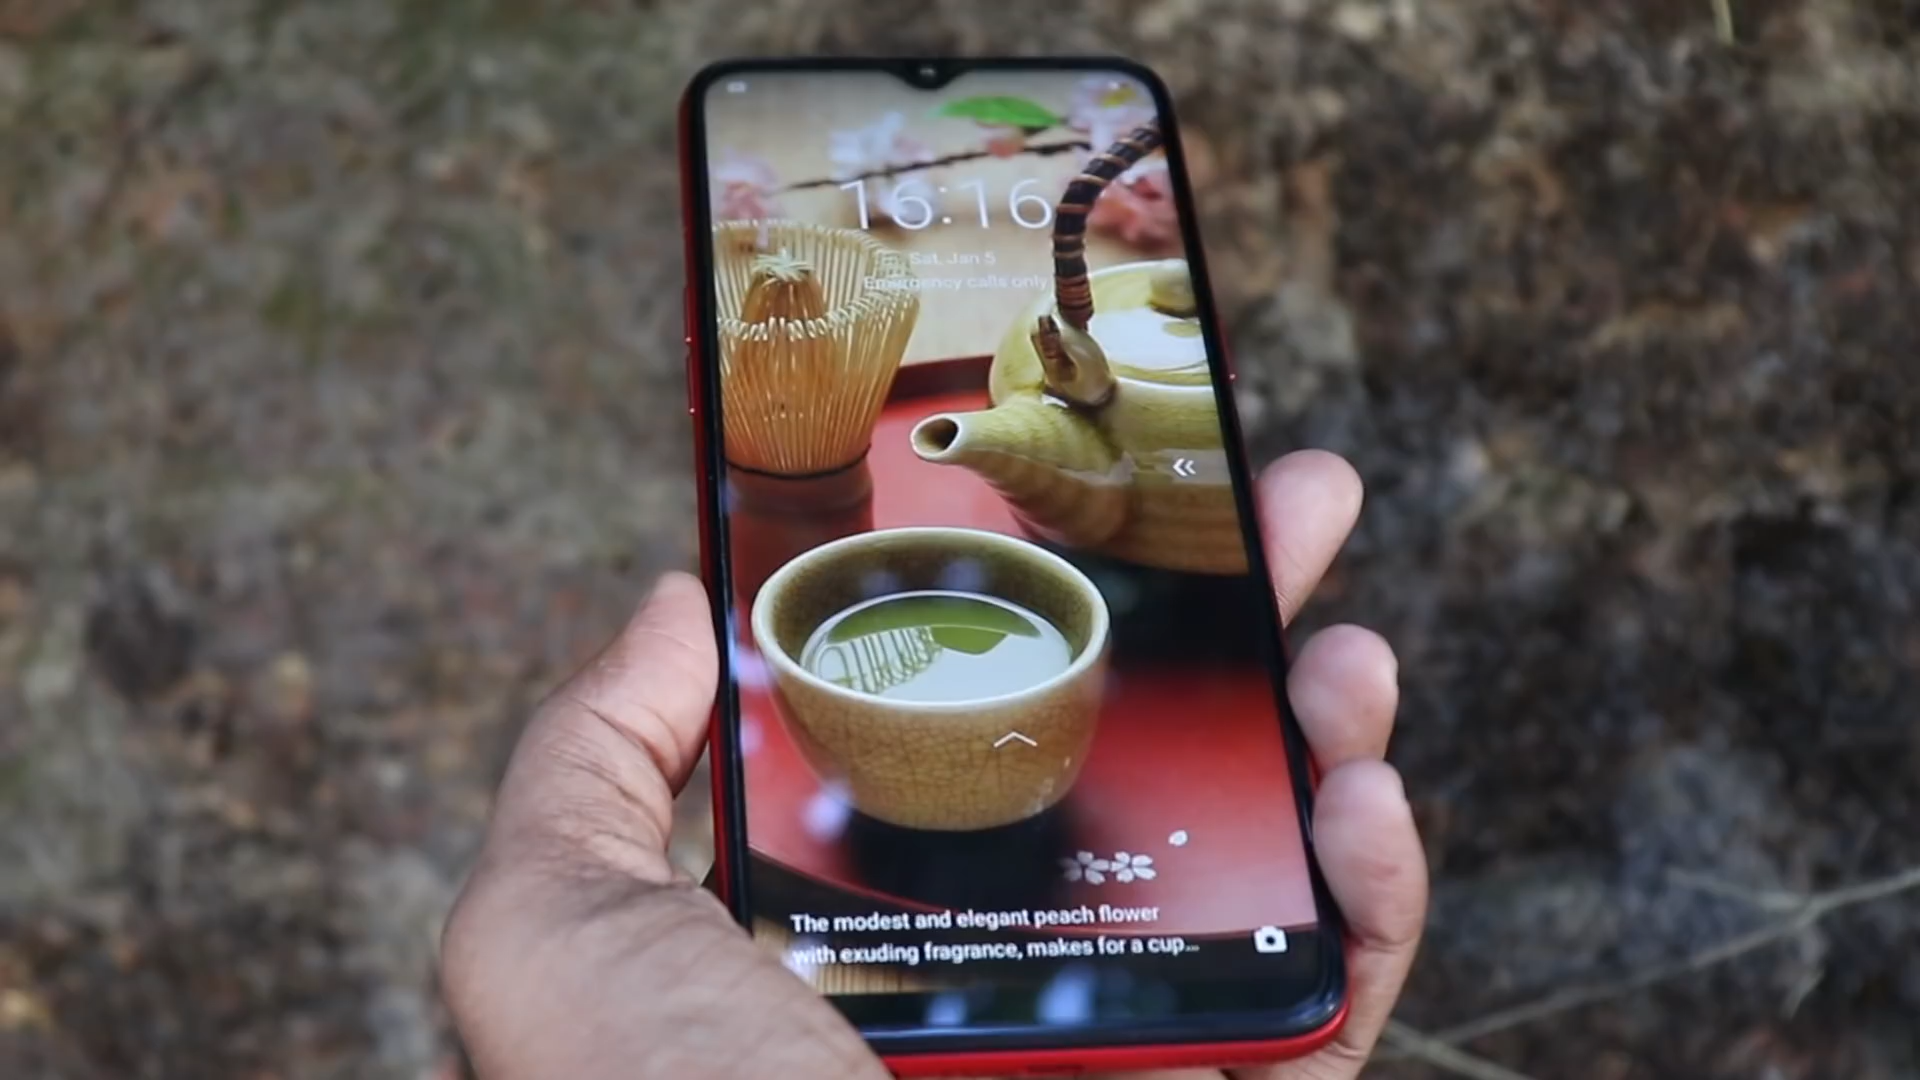 16:16
Sat, Jan 5
Emergency calls only
The modest and elegant peach flower
with exuding fragrance, makes for a cup...